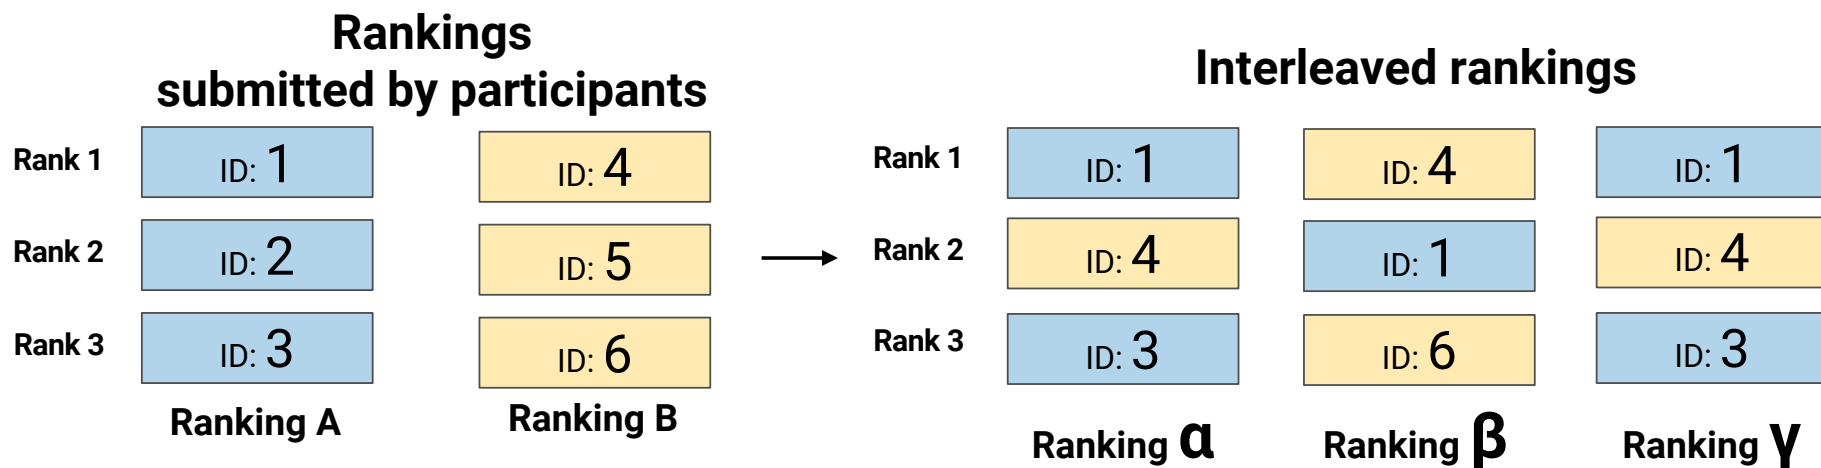 Rankings
submitted by participants
Rank 1
ID: 1
ID: 4
Rank 2
ID: 2
ID: 5
Rank 3
ID: 3
ID: 6
Ranking A
Ranking B
Interleaved rankings
Rank 1
ID: 1
ID: 4
ID: 1
Rank 2
ID: 4
ID: 1
ID: 4
Rank 3
ID: 3
ID: 6
ID: 3
Ranking α
Ranking β
Ranking γ